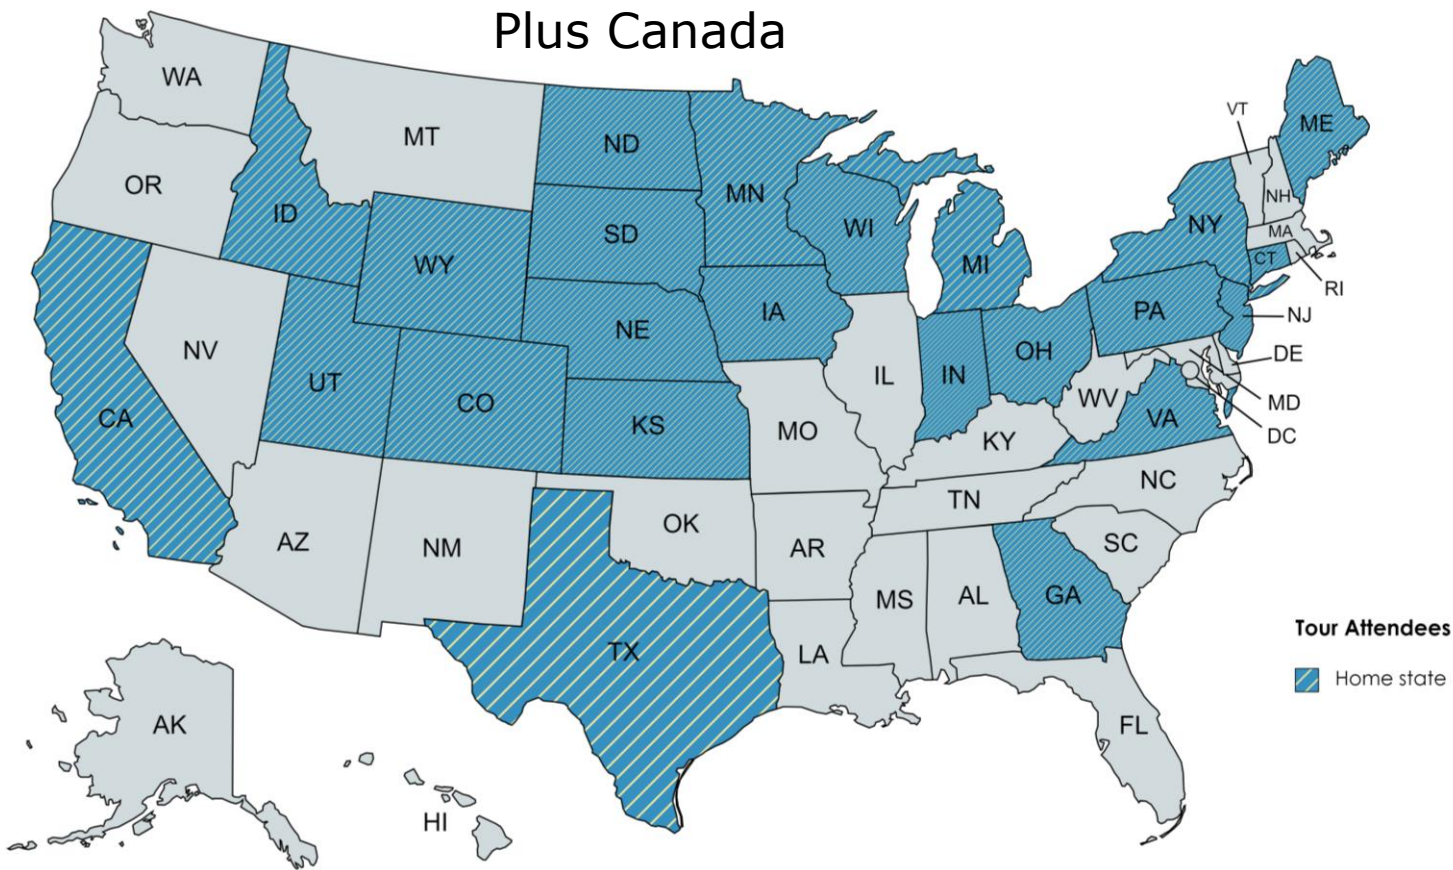 Plus Canada
WA
MT
ND
MN
VT
ME
OR
ID
SD
WI
NH
NY
MA
WY
MI
CT
RI
NE
IA
PA
NJ
NV
UT
CO
IL
IN
OH
DE
WV
MD
CA
KS
MO
KY
VA
DC
AZ
NM
OK
AR
TN
NC
SC
MS
AL
GA
TX
LA
Tour Attendees
Home state
AK
FL
HI